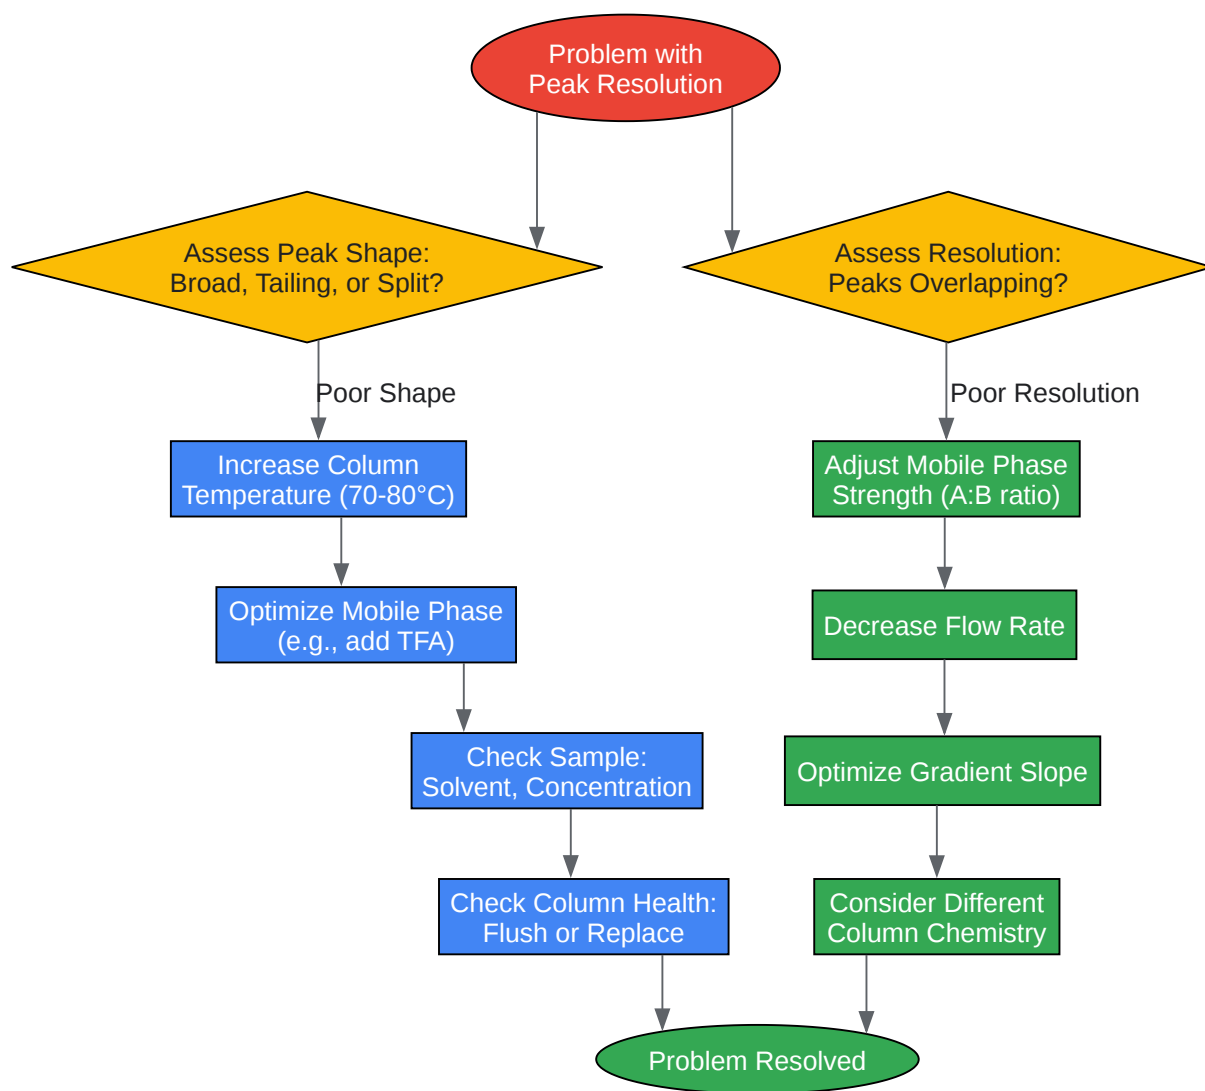 Problem with
Peak Resolution
Assess Peak Shape:
Broad, Tailing, or Split?
Assess Resolution:
Peaks Overlapping?
Poor Shape
Poor Resolution
Increase Column
Temperature (70-80°C)
Adjust Mobile Phase
Strength (A:B ratio)
Optimize Mobile Phase
(e.g., add TFA)
Decrease Flow Rate
Check Sample:
Solvent, Concentration
Optimize Gradient Slope
Check Column Health:
Flush or Replace
Consider Different
Column Chemistry
Problem Resolved